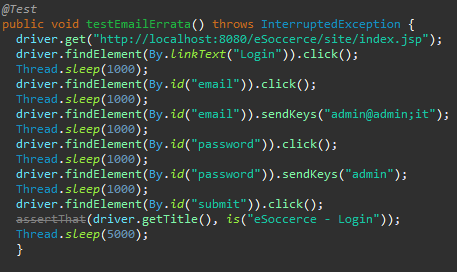 @Test
public void testEmailErrata() throws InterruptedException {
driver.get("http://localhost:8080/eSoccerce/site/index.jsp");
driver.findElement(By.linkText("Login")).click();
Thread.sleep(1000);
driver.findElement(By.id("email")).click();
Thread.sleep(1000);
driver.findElement(By.id("email")).sendKeys("admin@admin;it");
Thread.sleep(1000);
driver.findElement(By.id("password")).click();
Thread.sleep(1000);
driver.findElement(By.id("password")).sendKeys("admin");
Thread.sleep(1000);
driver.findElement(By.id("submit")).click();
assertThat(driver.getTitle(), is("eSoccerce - Login"));
Thread.sleep(5000);
}